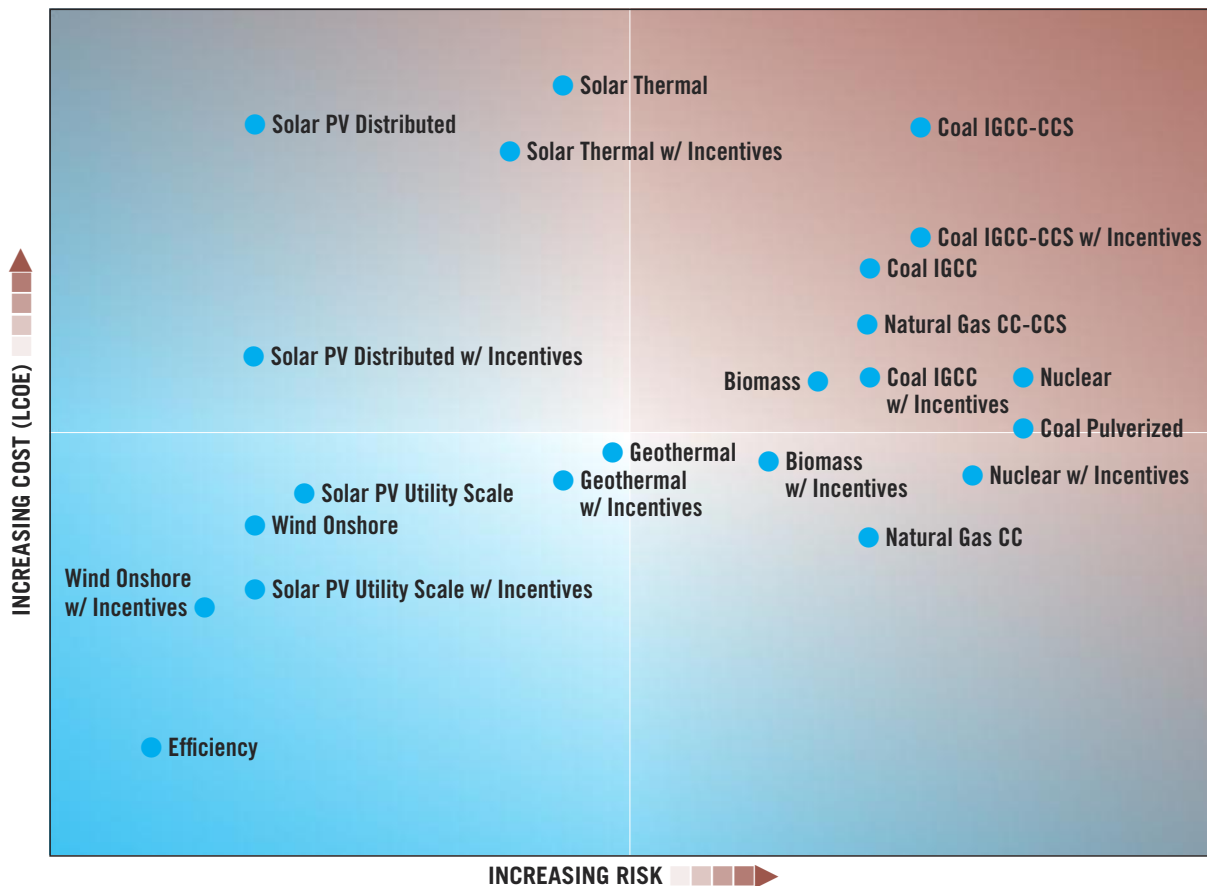 Solar Thermal
Solar PV Distributed
Coal IGCC-CCS
Solar Thermal w/ Incentives
Coal IGCC-CCS w/ Incentives
Coal IGCC
Natural Gas CC-CCS
Solar PV Distributed w/ Incentives
Biomass
Coal IGCC
w/ Incentives
Nuclear
Coal Pulverized
Geothermal
Geothermal
w/ Incentives
Biomass
w/ Incentives
Nuclear w/ Incentives
Solar PV Utility Scale
Wind Onshore
Natural Gas CC
Wind Onshore
w/ Incentives
Solar PV Utility Scale w/ Incentives
Efficiency
INCREASING COST (LCOE)
INCREASING RISK